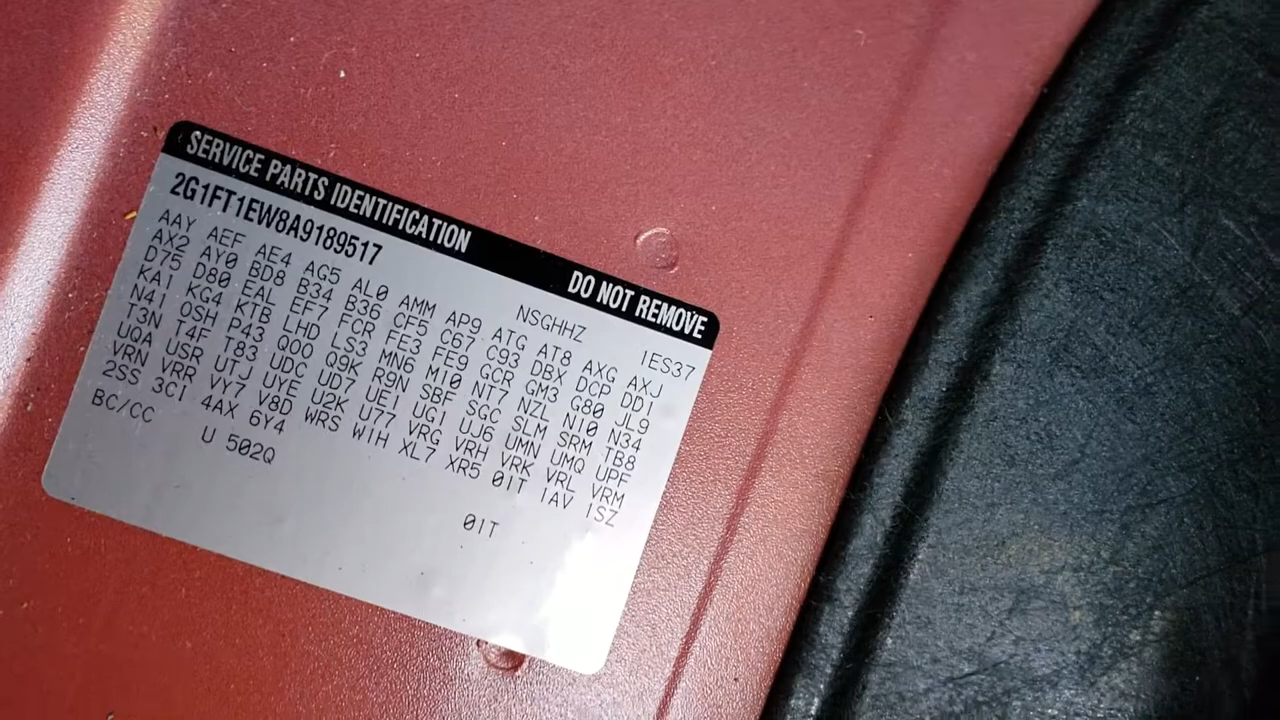 SERVICE PARTS IDENTIFICATION DO NOT REMOVE
2G1FT1EW8A9189517 NSGHHZ 1ES37
AAY AEF AE4 AG5 AL0 AMM AP9 ATG AT8 AXG AXJ
AX2 AY0 BD8 B34 B36 CF5 C67 C93 DBX DCP DD1
D75 D80 EAL EF7 FCR FE3 FE9 GCR GM3 G80 JL9
KA1 KG4 KTB LHD LS3 MN6 M10 NT7 NZL N10 N34
N41 OSH P43 QOO Q9K R9N SBF SGC SLM SRM TB8
T3N T4F T83 UDC UD7 UE1 UG1 UJ6 UMN UMQ UPF
UQA USR UTJ UYE U2K U77 VRG VRH VRK VRL VRM
VRN VRR VY7 V8D WRS W1H XL7 XR5 01T 1AV 1SZ
2SS 3CI 4AX 6Y4
BC/CC U 502Q
01T